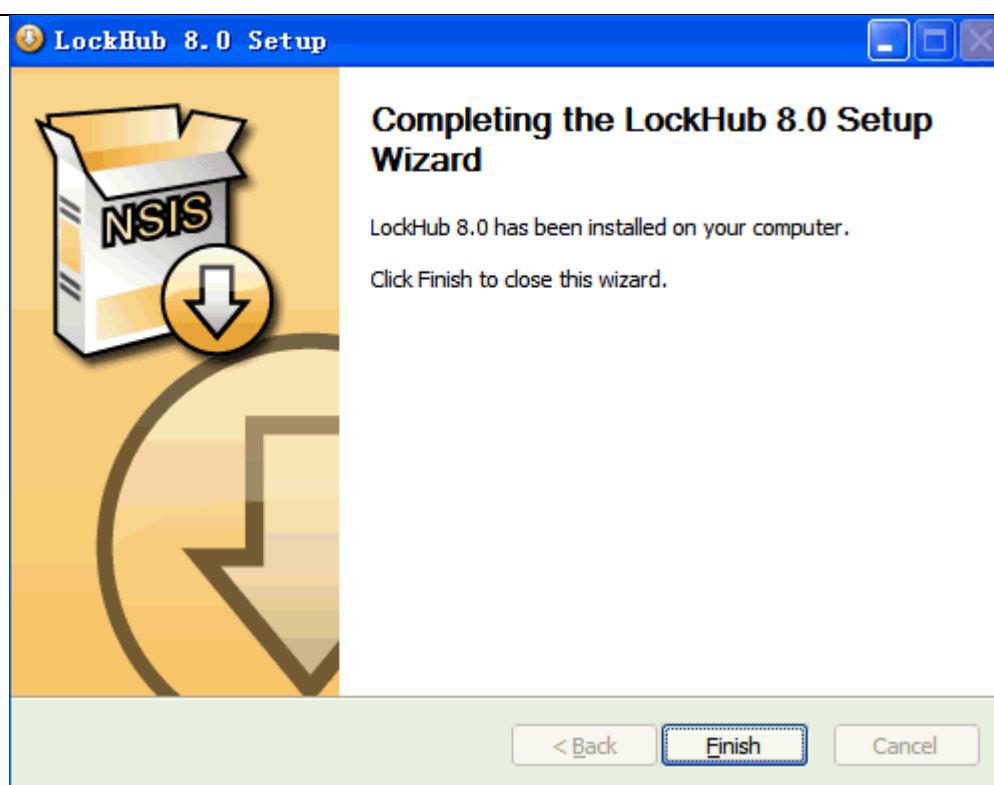 LockHub 8.0 Setup
Completing the LockHub 8.0 Setup
Wizard
NSIS
LockHub 8.0 has been installed on your computer.
Click Finish to close this wizard.
< Back Finish Cancel